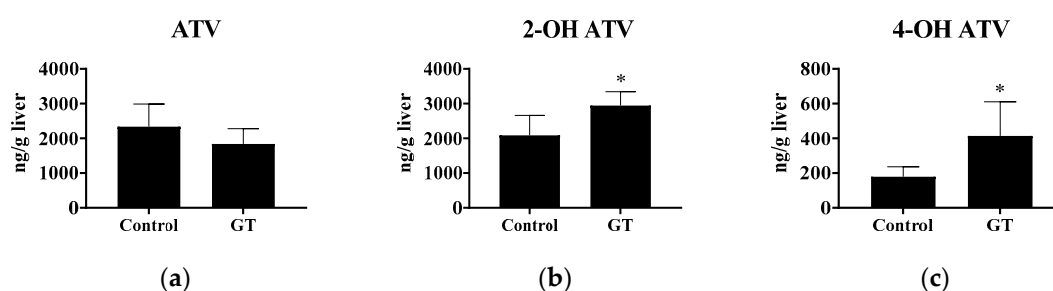 ATV
ng/g liver
4000
3000
2000
1000
0
Control
GT
(a)
2-OH ATV
ng/g liver
4000
3000
2000
1000
0
*
Control
GT
(b)
4-OH ATV
ng/g liver
800
600
400
200
0
*
Control
GT
(c)